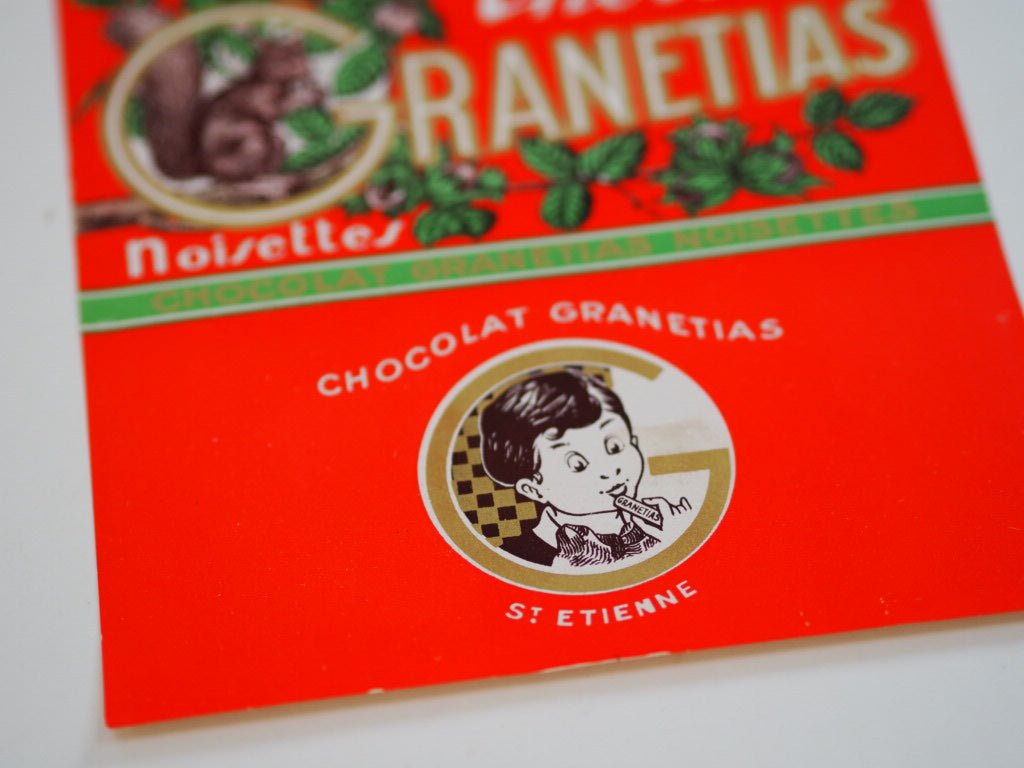 GRANETIAS
Noisettes
CHOCOLAT GRANETIAS NOISETTES
CHOCOLAT GRANETIAS
GRANETIAS
ST ETIENNE